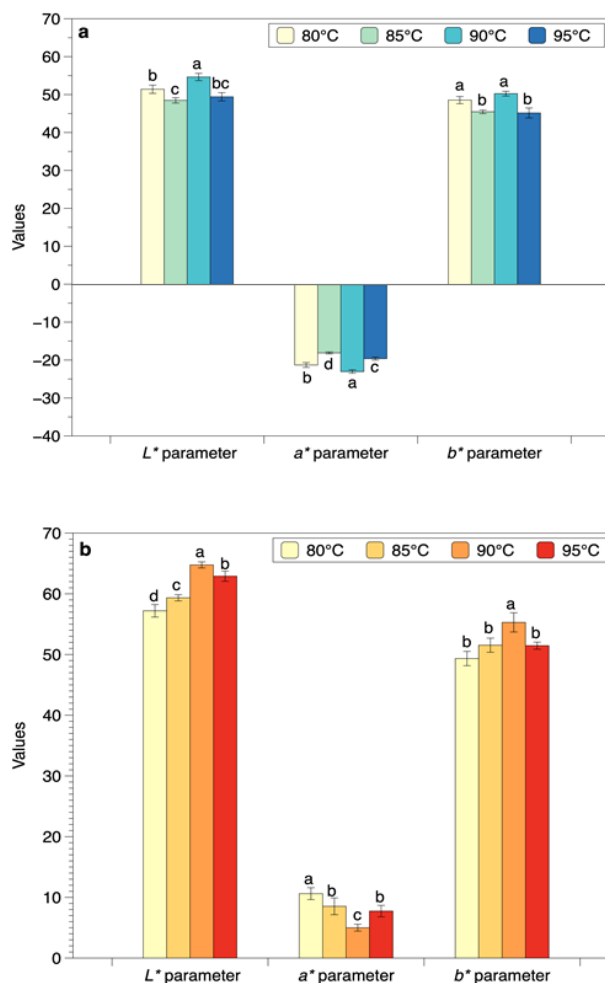 a
80°C 85°C 90°C 95°C
70
60
50
40
30
20
10
0
−10
−20
−30
−40
Values
b c a bc
b d a c
a b a b
L* parameter a* parameter b* parameter
b
80°C 85°C 90°C 95°C
70
60
50
40
30
20
10
0
Values
d c a b
a b c b
b b a b
L* parameter a* parameter b* parameter